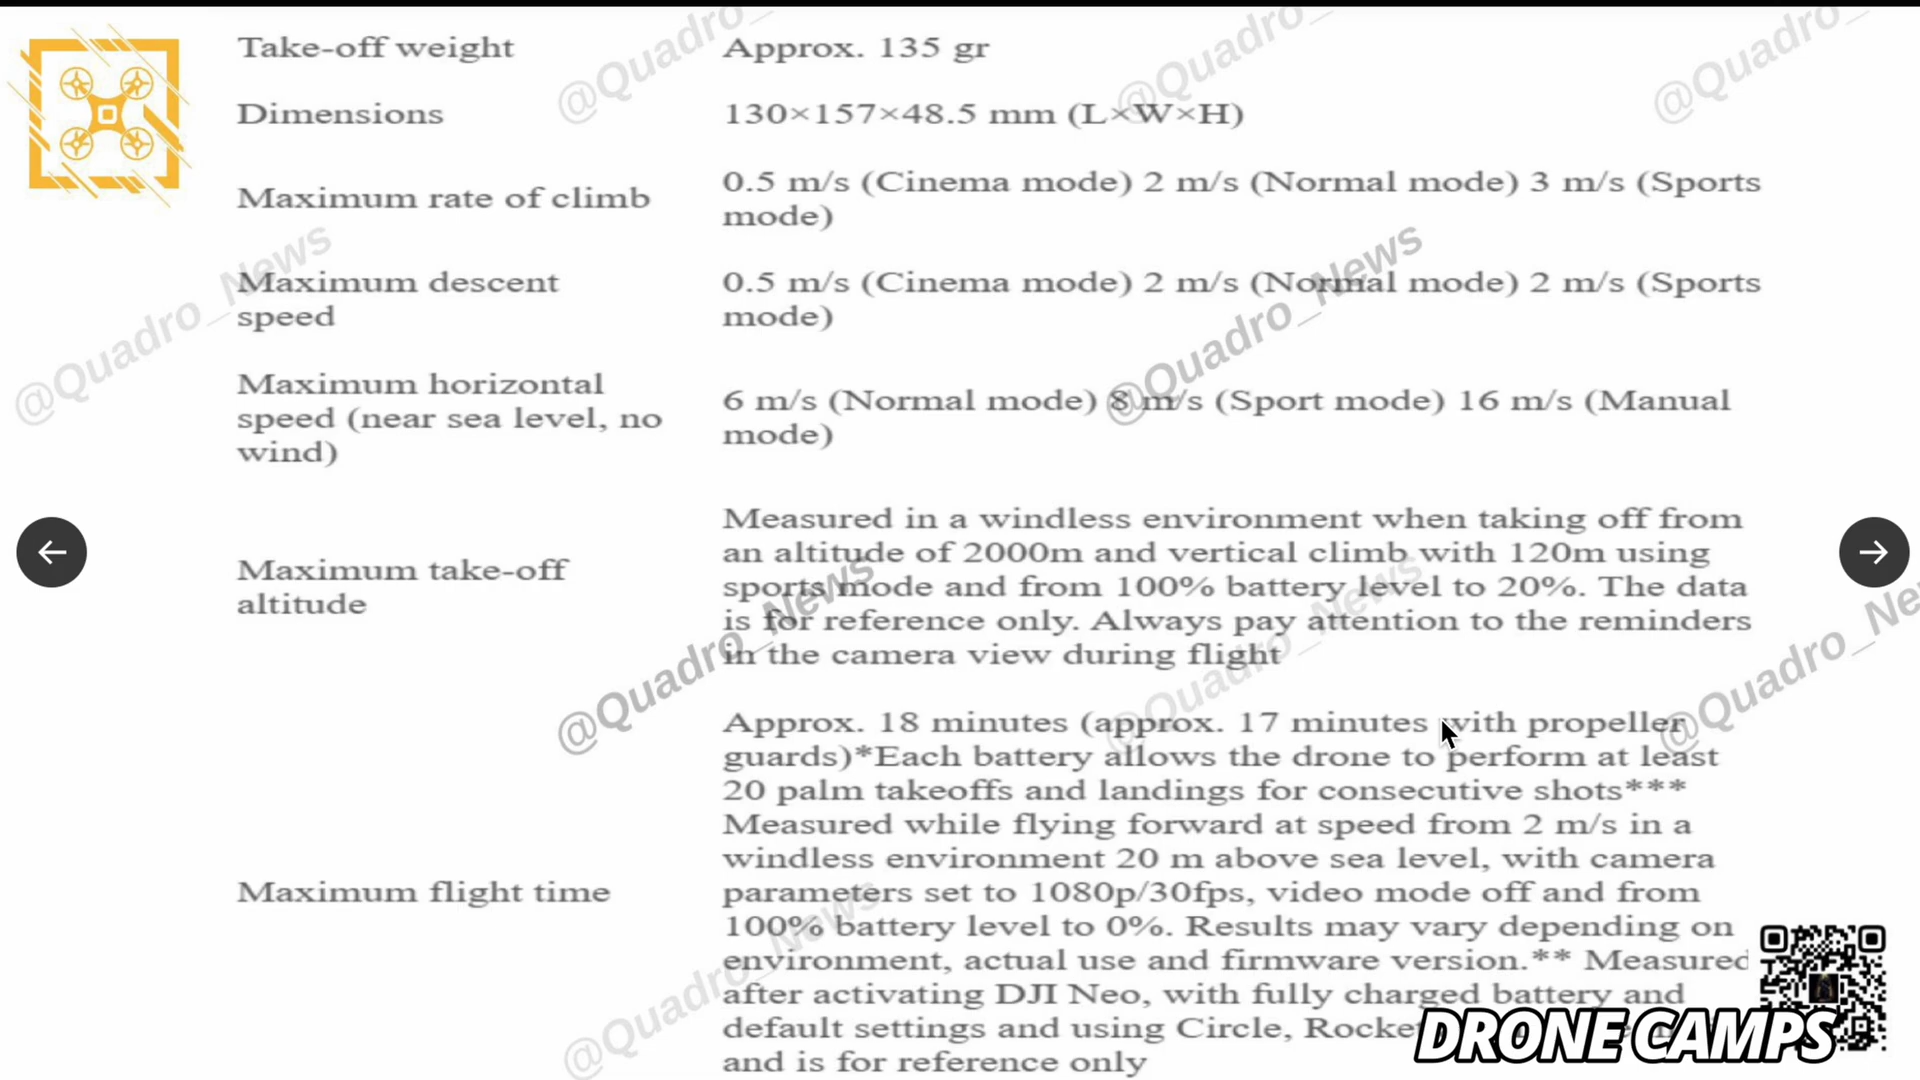 Take-off weight
Approx. 135 gr
Dimensions
130×157×48.5 mm (L×W×H)
Maximum rate of climb
0.5 m/s (Cinema mode) 2 m/s (Normal mode) 3 m/s (Sports
mode)
Maximum descent
speed
0.5 m/s (Cinema mode) 2 m/s (Normal mode) 2 m/s (Sports
mode)
Maximum horizontal
speed (near sea level, no
wind)
6 m/s (Normal mode) 8 m/s (Sport mode) 16 m/s (Manual
mode)
Maximum take-off
altitude
Measured in a windless environment when taking off from
an altitude of 2000m and vertical climb with 120m using
sports mode and from 100% battery level to 20%. The data
is for reference only. Always pay attention to the reminders
in the camera view during flight
Maximum flight time
Approx. 18 minutes (approx. 17 minutes with propeller
guards)*Each battery allows the drone to perform at least
20 palm takeoffs and landings for consecutive shots***
Measured while flying forward at speed from 2 m/s in a
windless environment 20 m above sea level, with camera
parameters set to 1080p/30fps, video mode off and from
100% battery level to 0%. Results may vary depending on
environment, actual use and firmware version.** Measured
after activating DJI Neo, with fully charged battery and
default settings and using Circle, Rocket
and is for reference only
DRONE CAMPS
@Quadro_
@Quadro_
@Quadro_
@Quadro_News
@Quadro_News
@Quadro_News
@Quadro_News
@Quadro_Ne
@Quadro_News